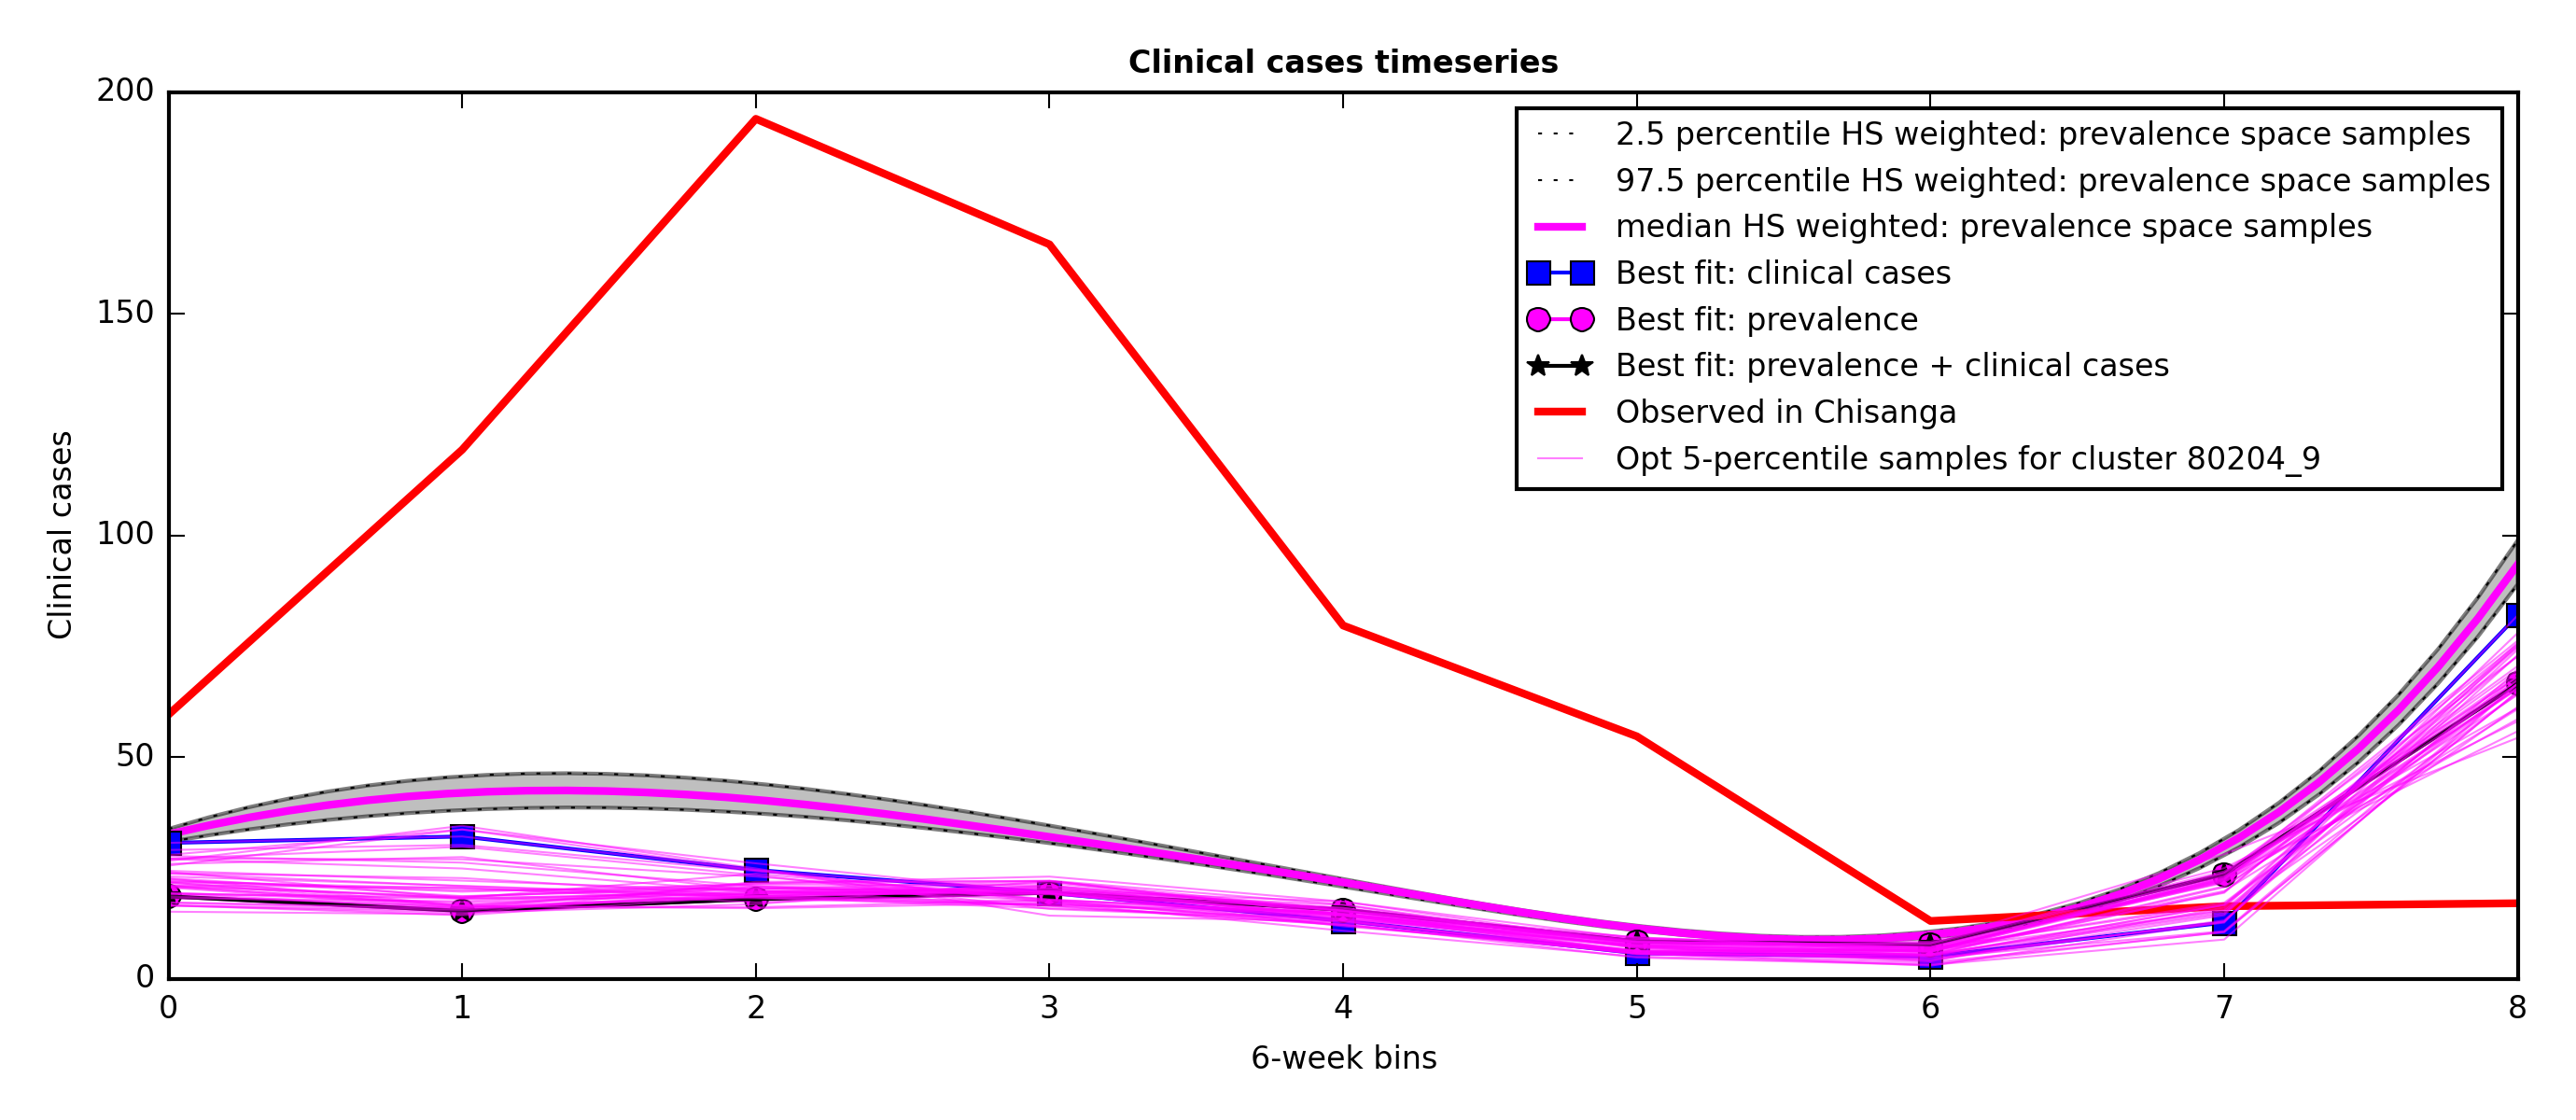 Clinical cases timeseries
200
150
100
50
0
Clinical cases
2.5 percentile HS weighted: prevalence space samples
97.5 percentile HS weighted: prevalence space samples
median HS weighted: prevalence space samples
Best fit: clinical cases
Best fit: prevalence
Best fit: prevalence + clinical cases
Observed in Chisanga
Opt 5-percentile samples for cluster 80204_9
0 1 2 3 4 5 6 7 8
6-week bins